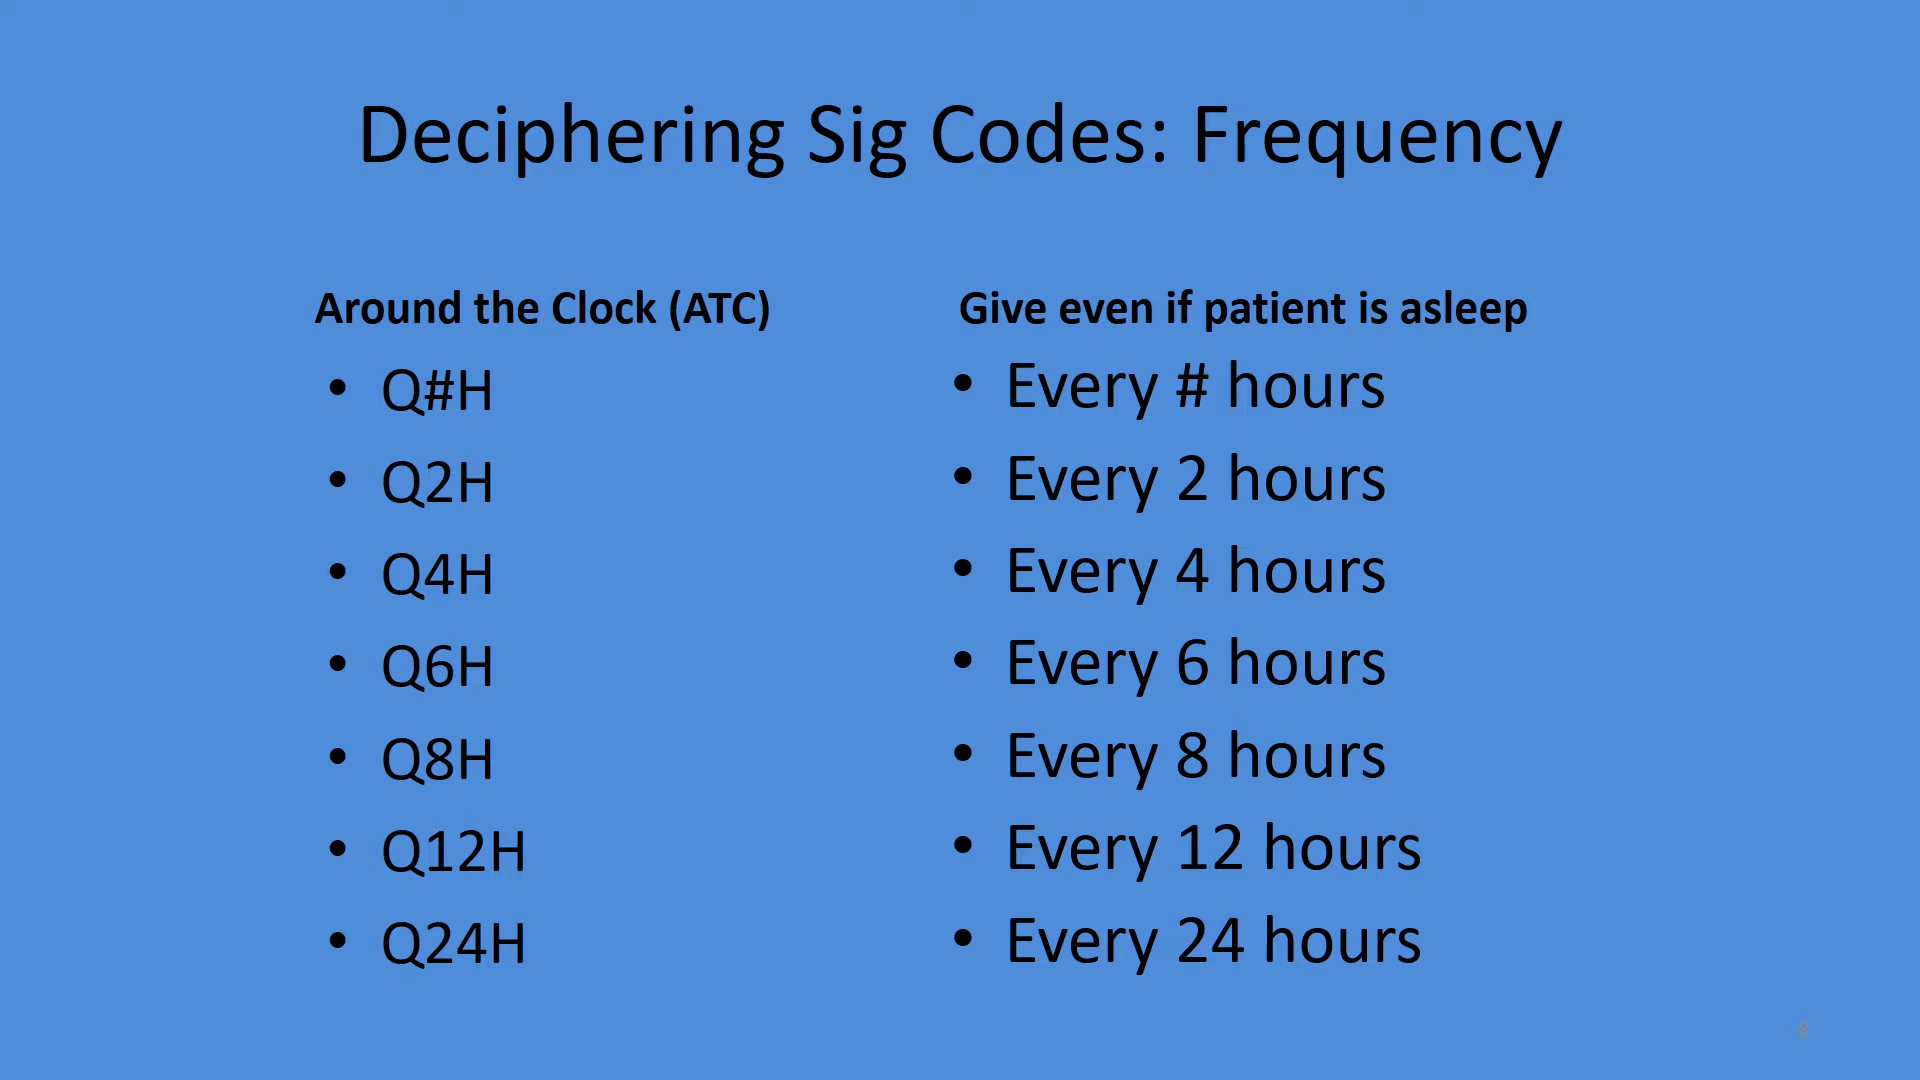 Deciphering Sig Codes: Frequency
Around the Clock (ATC)
• Q#H
• Q2H
• Q4H
• Q6H
• Q8H
• Q12H
• Q24H
Give even if patient is asleep
• Every # hours
• Every 2 hours
• Every 4 hours
• Every 6 hours
• Every 8 hours
• Every 12 hours
• Every 24 hours
8